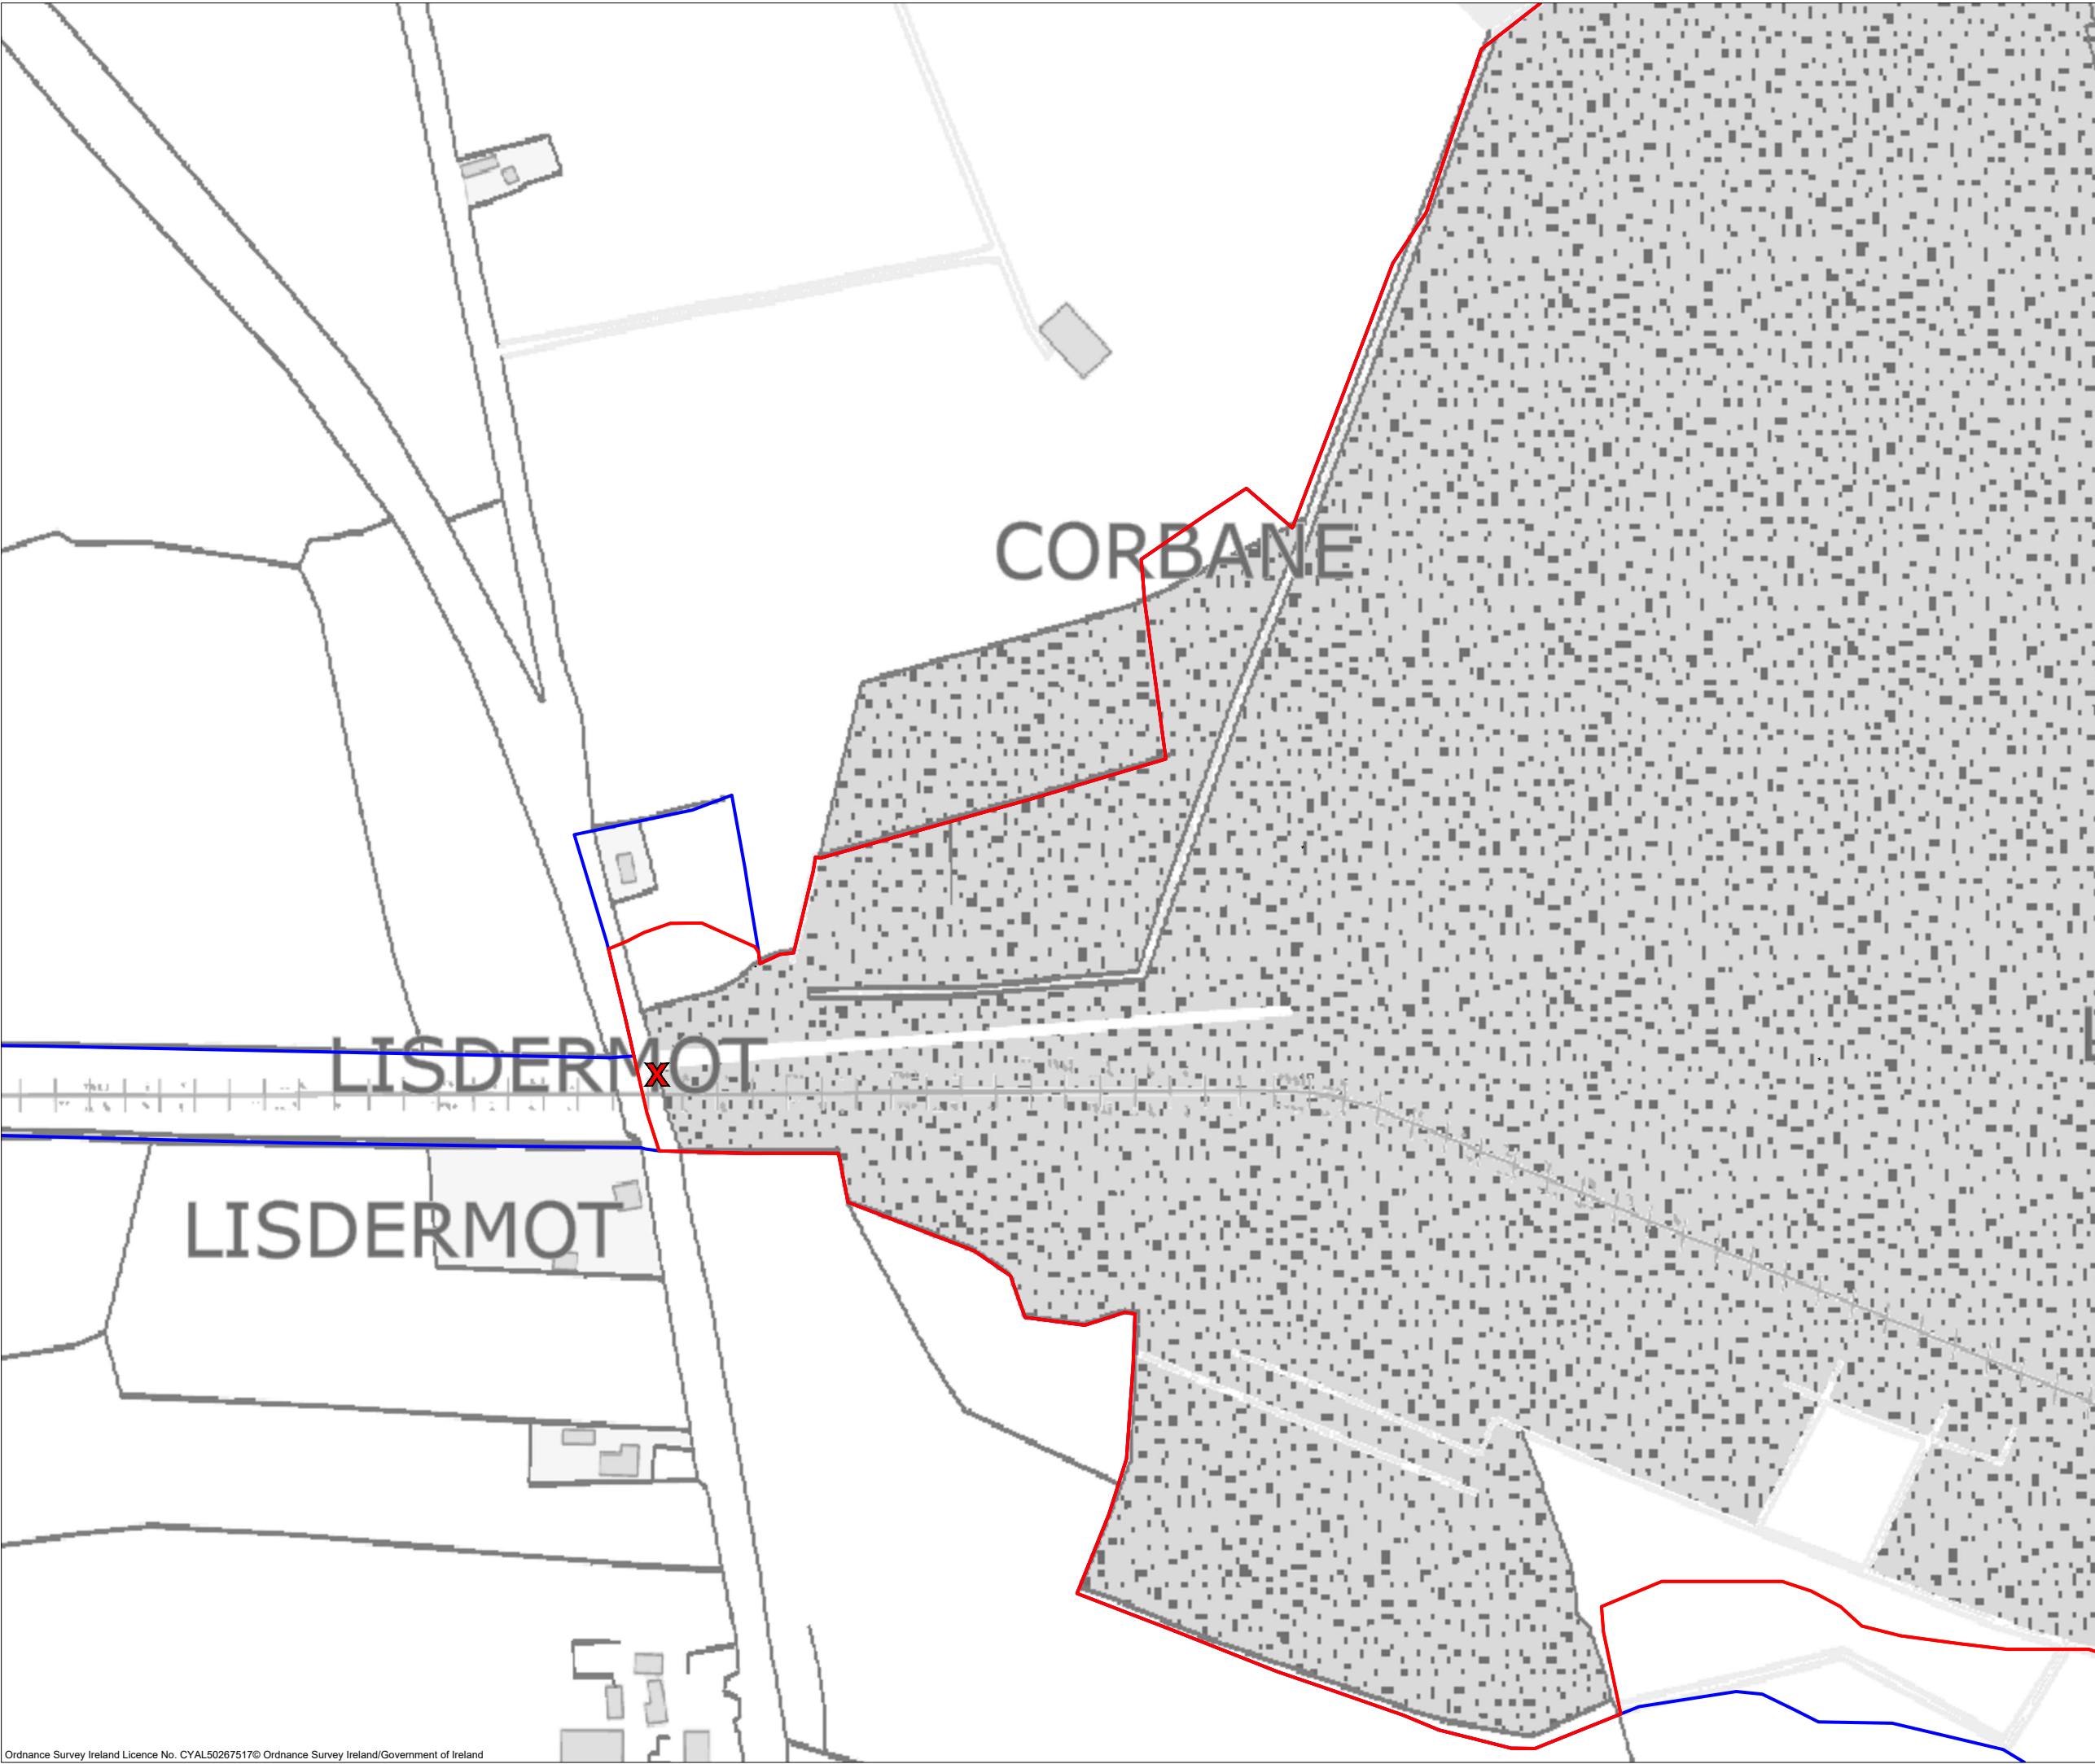 CORBANE
LISDERMOT
X
LISDERMOT
Ordnance Survey Ireland Licence No. CYAL50267517© Ordnance Survey Ireland/Government of Ireland